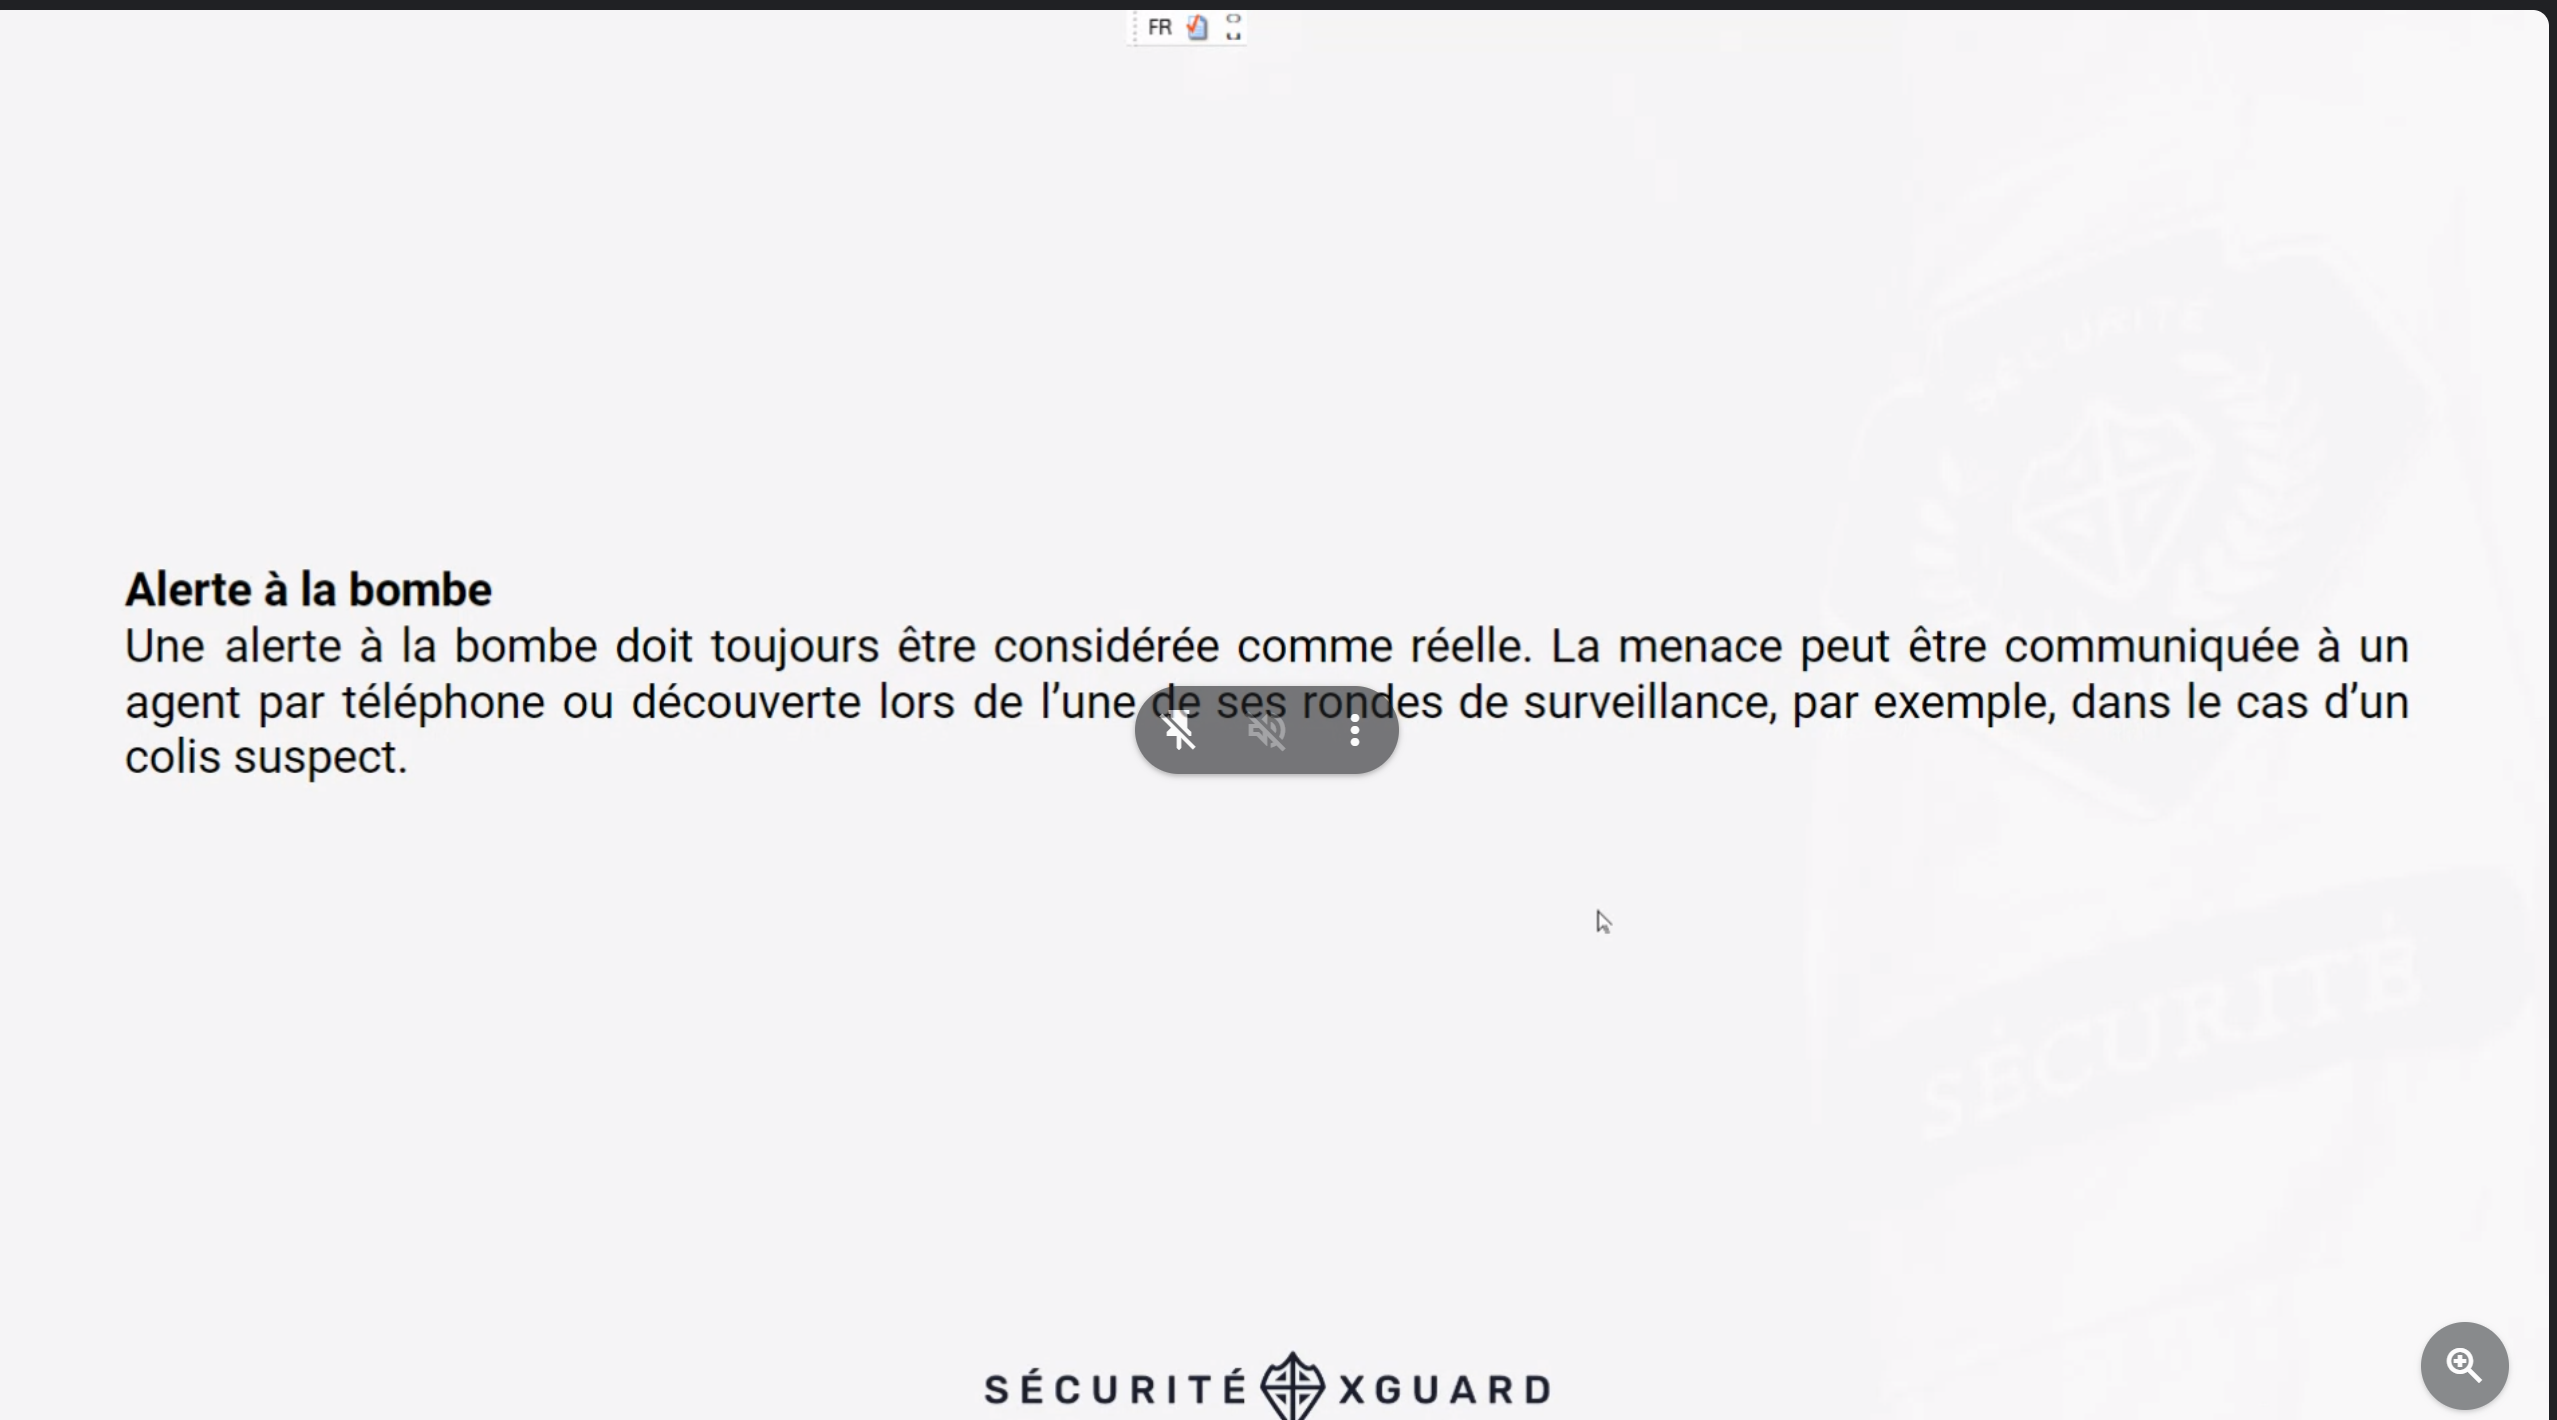 FR
SÉCURITÉ
Alerte à la bombe
Une alerte à la bombe doit toujours être considérée comme réelle. La menace peut être communiquée à un
agent par téléphone ou découverte lors de l’une de ses rondes de surveillance, par exemple, dans le cas d’un
colis suspect.
SÉCURITÉ
SÉCURITÉ XGUARD